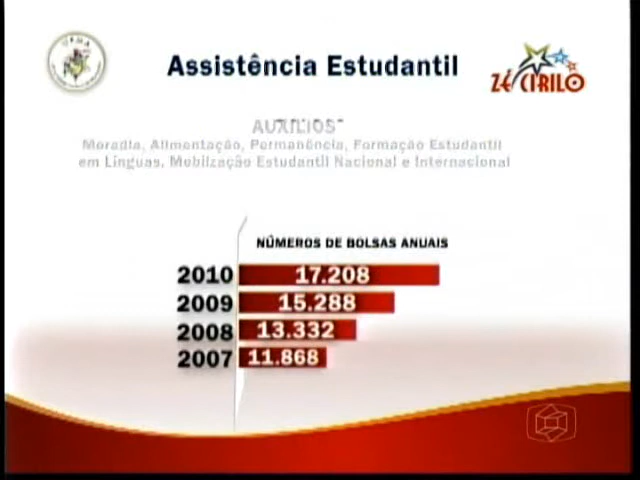 UFMA
Assistência Estudantil
ZÉ CIRILO
AUXÍLIOS
Moradia, Alimentação, Permanência, Formação Estudantil
em Línguas, Mobilização Estudantil Nacional e Internacional
NÚMEROS DE BOLSAS ANUAIS
2010 17.208
2009 15.288
2008 13.332
2007 11.868